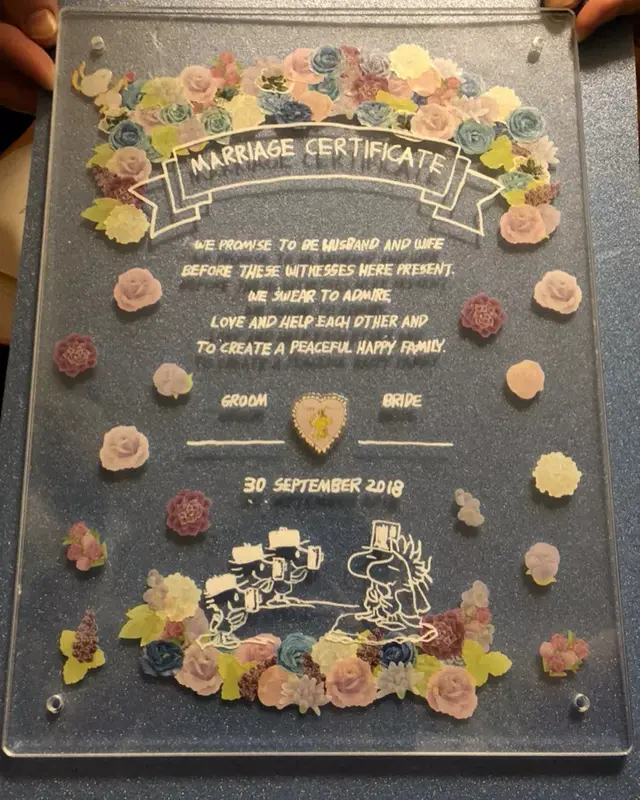 MARRIAGE CERTIFICATE
WE PROMISE TO BE HUSBAND AND WIFE
BEFORE THESE WITNESSES HERE PRESENT.
WE SWEAR TO ADMIRE
LOVE AND HELP EACH OTHER AND
TO CREATE A PEACEFUL HAPPY FAMILY.
GROOM BRIDE
30 SEPTEMBER 2018